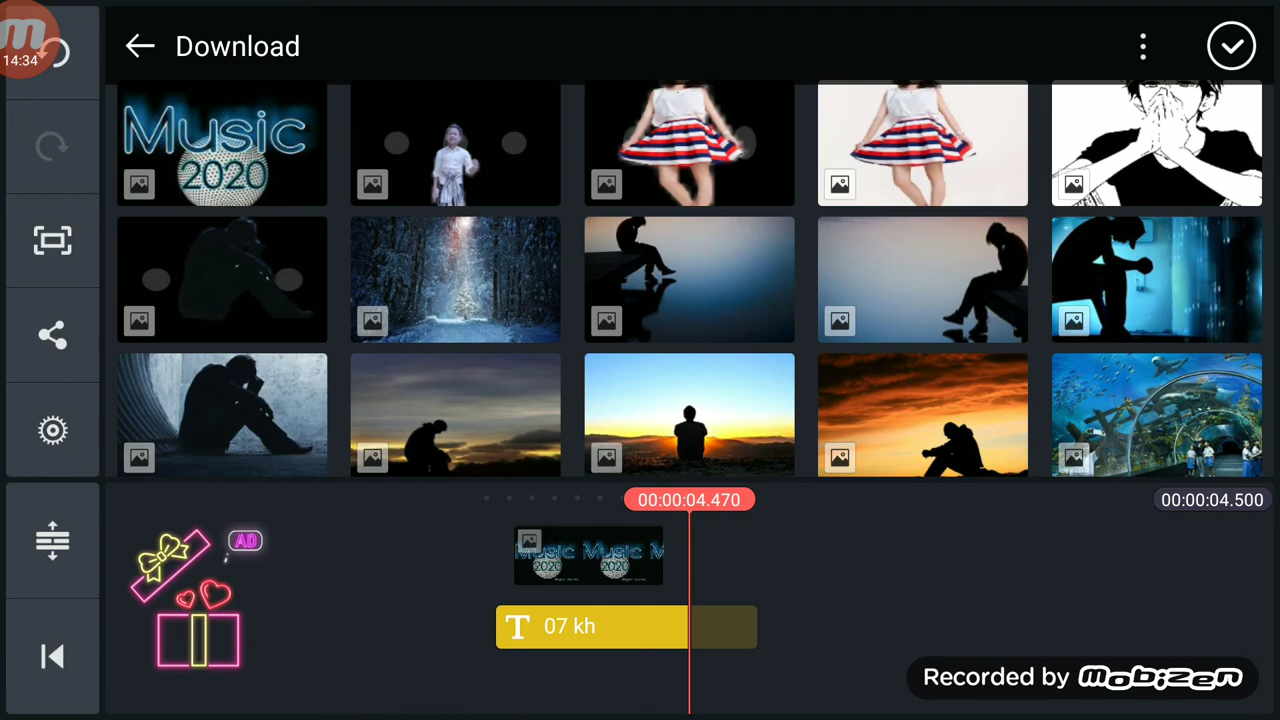 14:34
Download
Music
2020
00:00:04.470
00:00:04.500
AD
Music Music M
2020 2020
T 07 kh
Recorded by mobizen